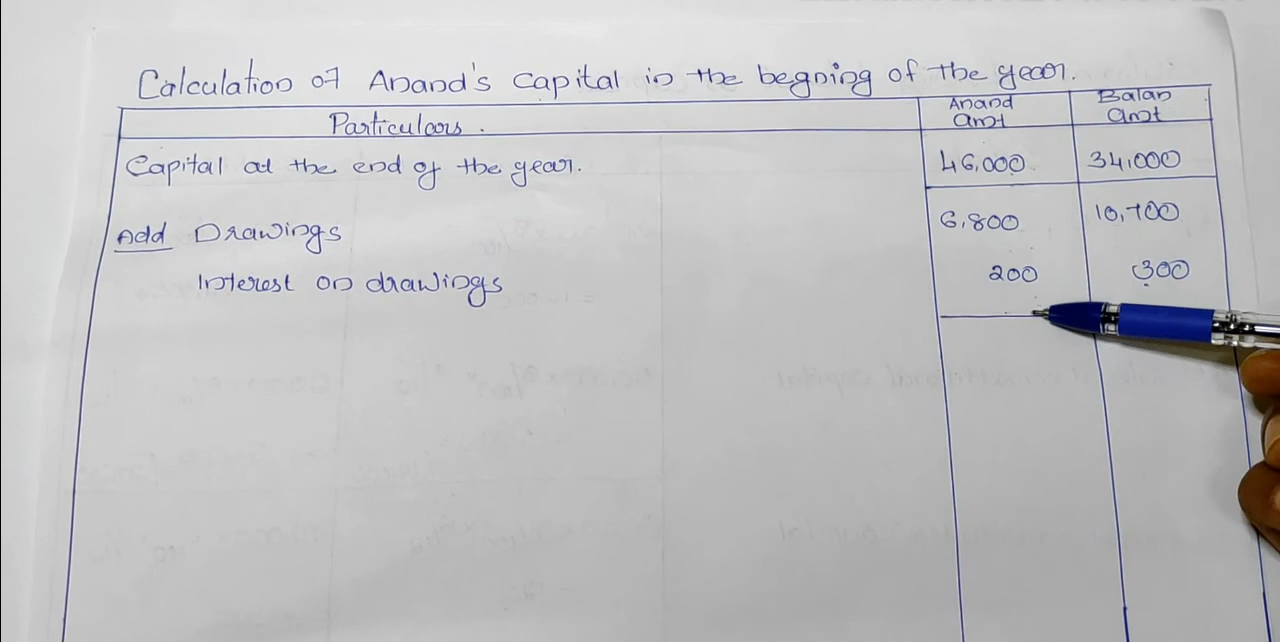 Calculation of Anand's Capital in the begning of the year.
Particulars. Anand Amt Balan Amt
Capital at the end of the year. 46,000 34,000
Add Drawings 6,800 10,700
Interest on drawings 200 300